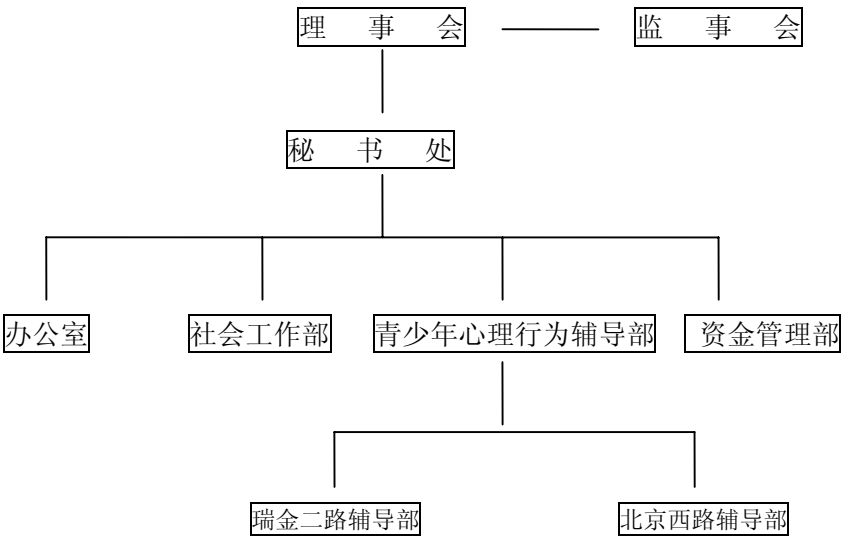 理 事 会
监 事 会
秘 书 处
办公室
社会工作部
青少年心理行为辅导部
资金管理部
瑞金二路辅导部
北京西路辅导部